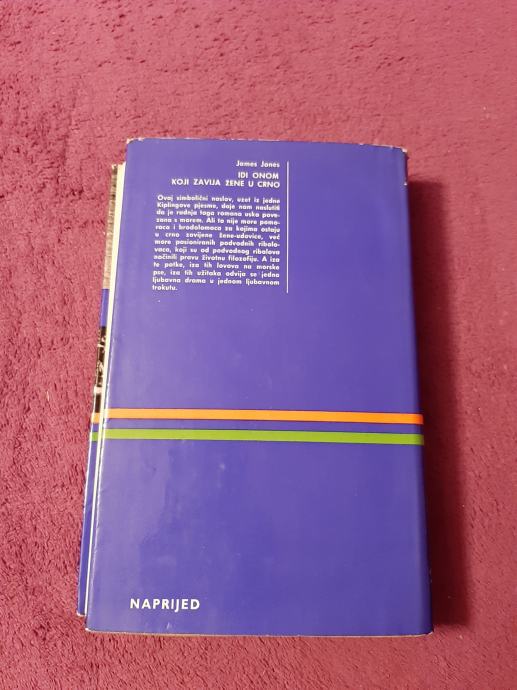 James Jones
IDI ONOM
KOJI ZAVIJA ŽENE U CRNO
Ovaj simbolični naslov, uzet iz jedne
Kiplingove pjesme, daje nam naslutiti
da je radnja toga romana usko pove-
zana s morem. Ali to nije more pomo-
raca i brodolomaca za kojima ostaju
u crno zavijene žene-udovice, već
more pasioniranih podvodnih ribolo-
vaca, koji su od podvodnog ribolova
načinili pravu životnu filozofiju. A iza
te potke, iza tih lovova na morske
pse, iza tih užitaka odvija se jedna
ljubavna drama u jednom ljubavnom
trokutu.
NAPRIJED